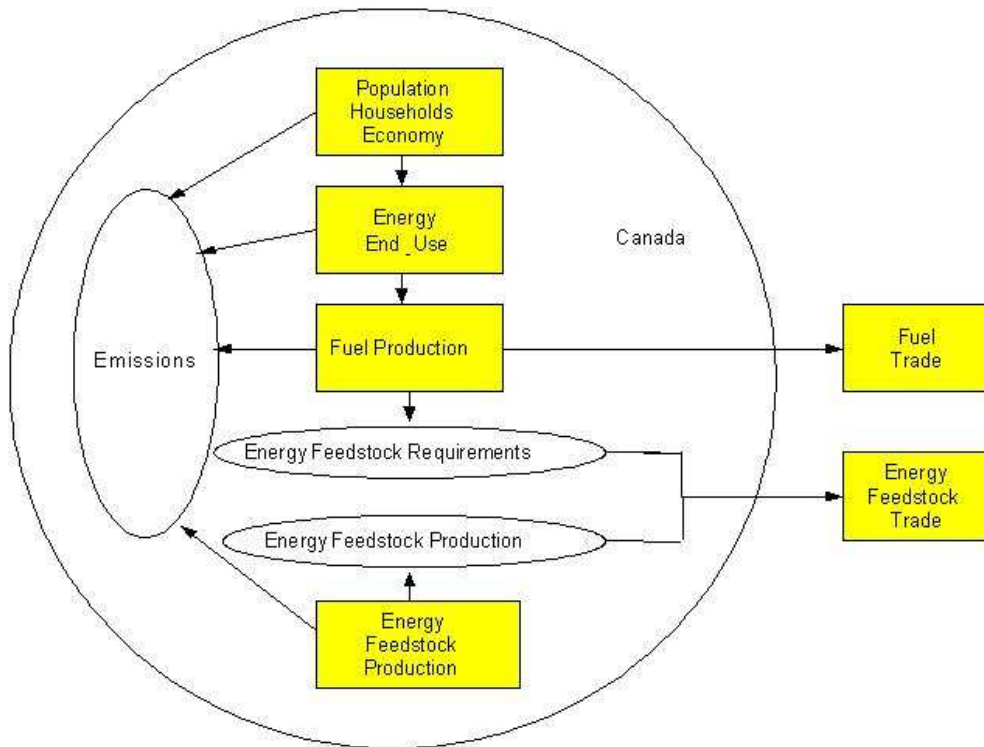 Population
Households
Economy
Energy
End_Use
Canada
Emissions
Fuel Production
Fuel
Trade
Energy Feedstock Requirements
Energy
Feedstock
Trade
Energy Feedstock Production
Energy
Feedstock
Production